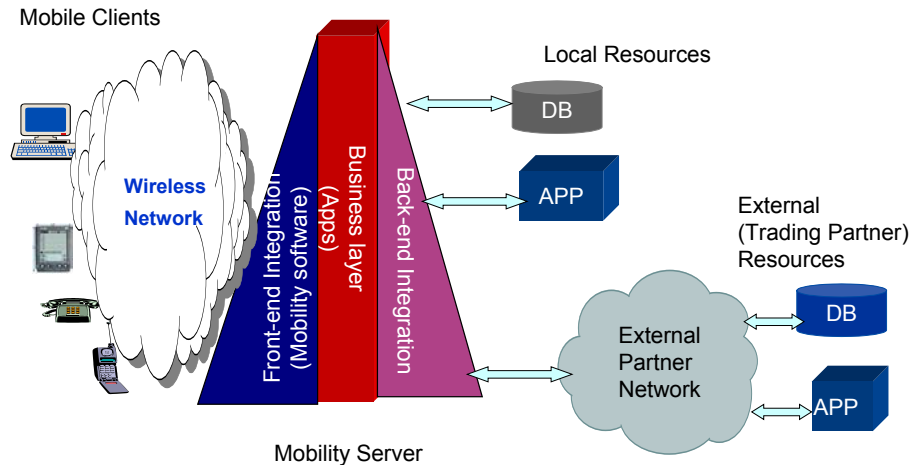 Mobile Clients
Local Resources
DB
Wireless
Network
Front-end Integration
(Mobility software)
Business layer
(Apps)
Back-end Integration
APP
External
(Trading Partner)
Resources
DB
External
Partner
Network
APP
Mobility Server